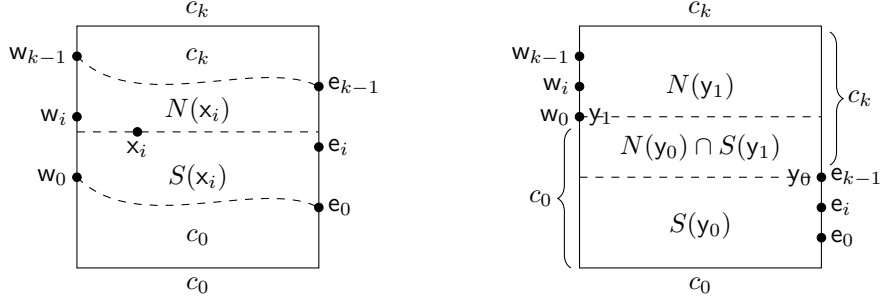 c_k
w_{k−1}
c_k
e_{k−1}
w_i
N(x_i)
x_i
e_i
w_0
S(x_i)
e_0
c_0
c_0
c_k
w_{k−1}
w_i
N(y_1)
c_k
w_0
y_1
N(y_0) ∩ S(y_1)
c_0
y_0
e_{k−1}
e_i
S(y_0)
e_0
c_0